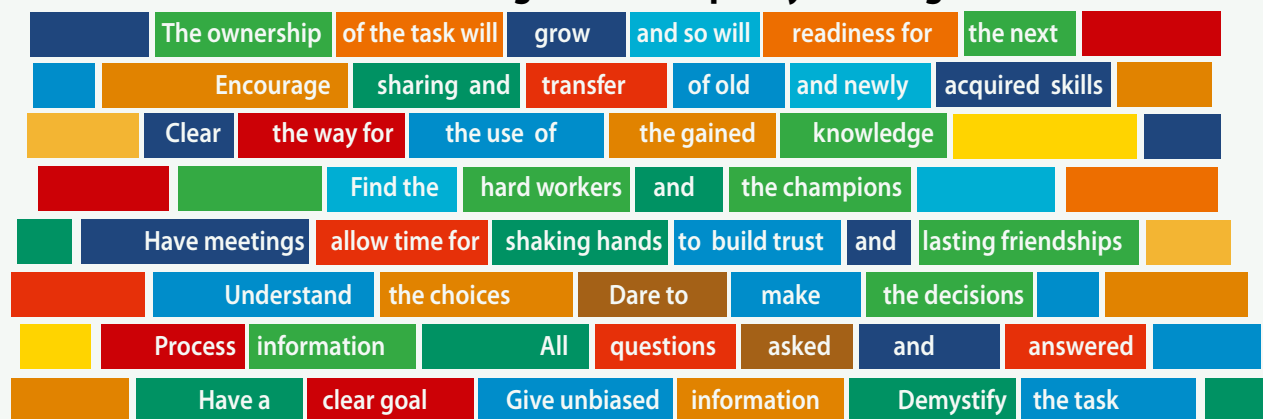 The ownership of the task will grow and so will readiness for the next
Encourage sharing and transfer of old and newly acquired skills
Clear the way for the use of the gained knowledge
Find the hard workers and the champions
Have meetings allow time for shaking hands to build trust and lasting friendships
Understand the choices Dare to make the decisions
Process information All questions asked and answered
Have a clear goal Give unbiased information Demystify the task